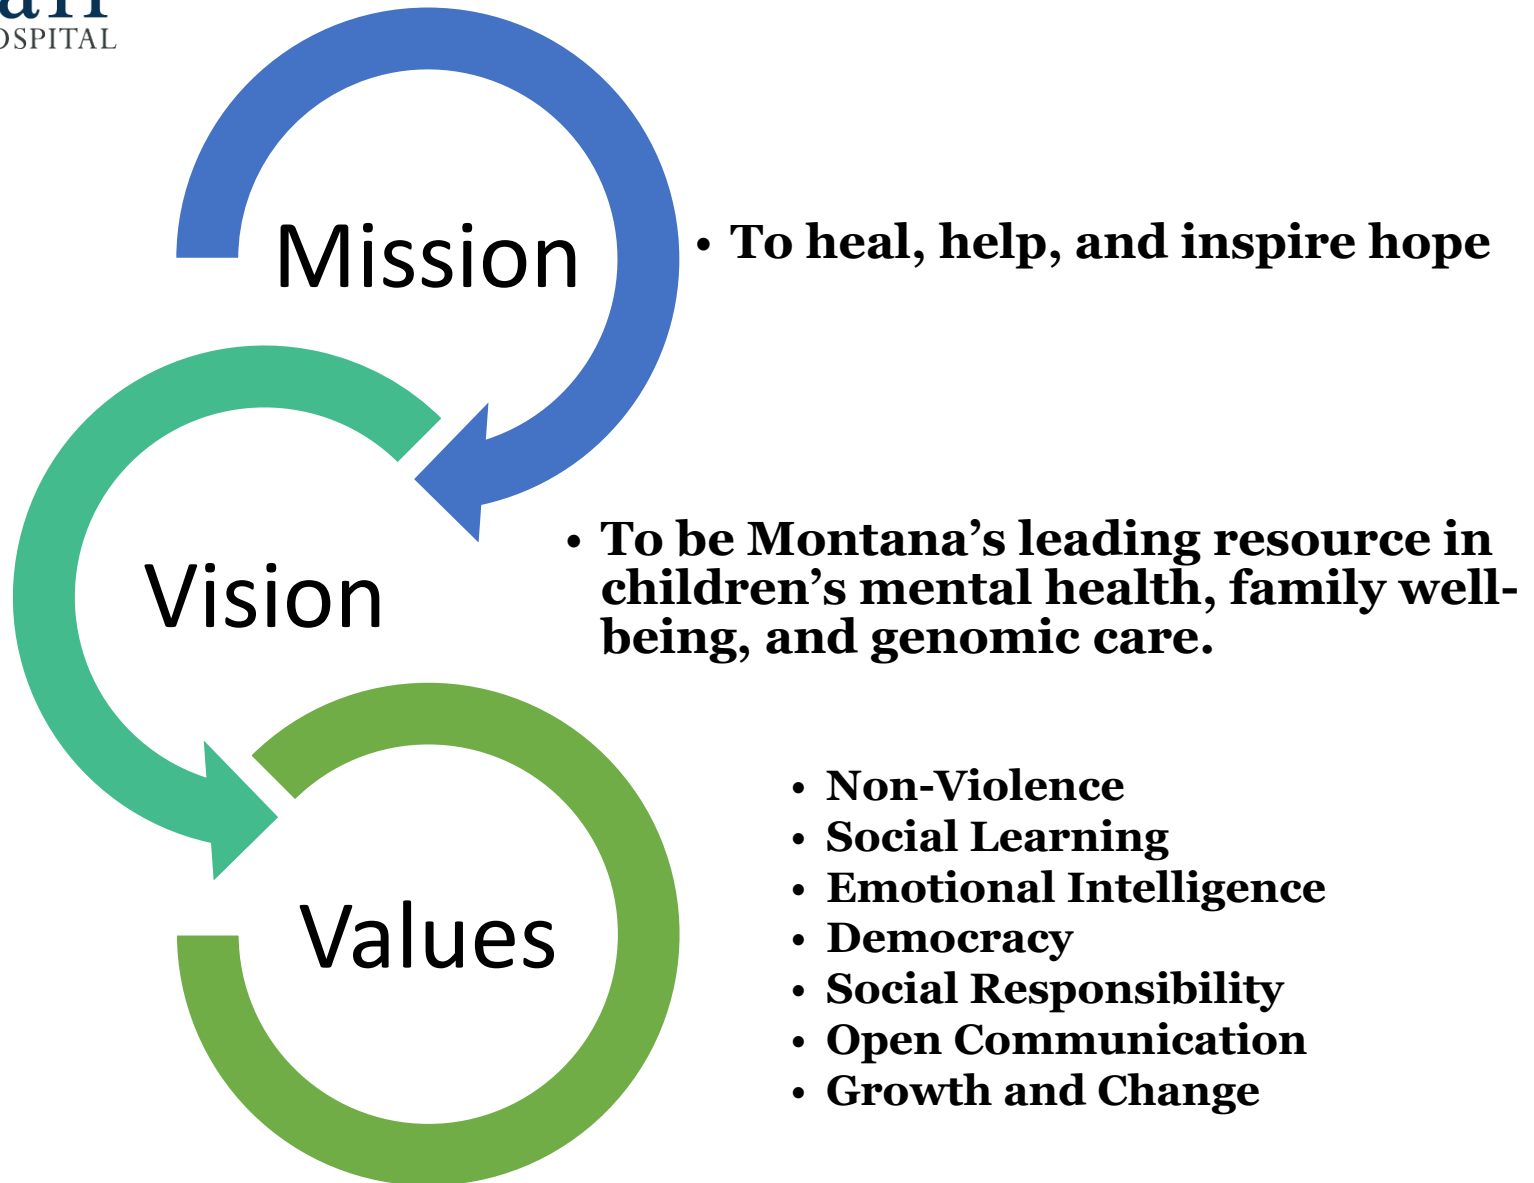 Mission
• To heal, help, and inspire hope
Vision
• To be Montana’s leading resource in
children’s mental health, family well-
being, and genomic care.
Values
• Non-Violence
• Social Learning
• Emotional Intelligence
• Democracy
• Social Responsibility
• Open Communication
• Growth and Change